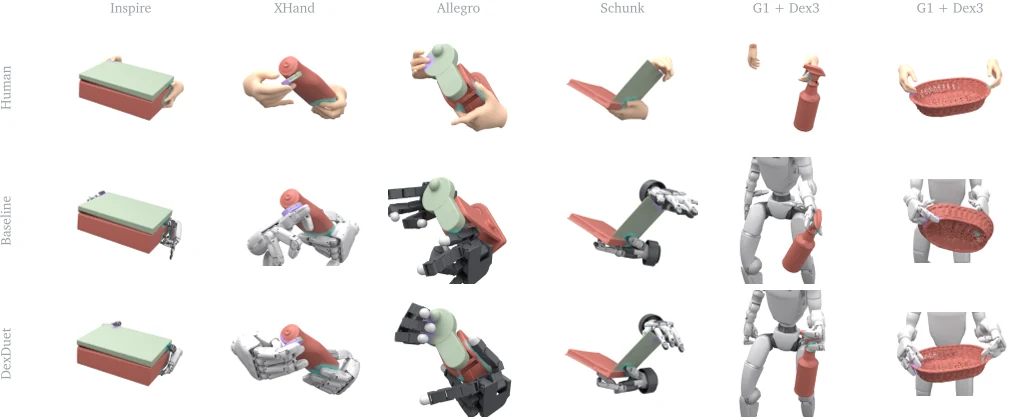 Inspire XHand Allegro Schunk G1 + Dex3 G1 + Dex3
Human
Baseline
DexDuet